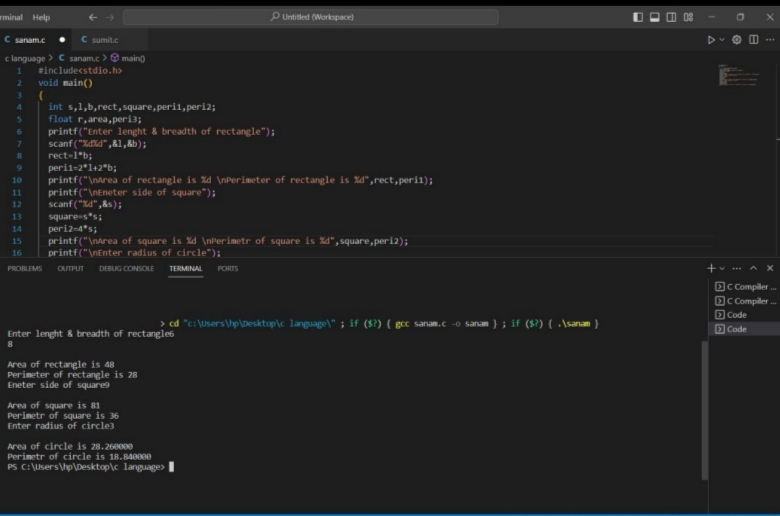 rminal Help
Untitled (Workspace)
C sanam.c ● C sumit.c
c language > C sanam.c > main()
1 #include<stdio.h>
2 void main()
3 {
4 int s,l,b,rect,square,peri1,peri2;
5 float r,area,peri3;
6 printf("Enter lenght & breadth of rectangle");
7 scanf("%d%d",&l,&b);
8 rect=l*b;
9 peri1=2*l+2*b;
10 printf("\nArea of rectangle is %d \nPerimeter of rectangle is %d",rect,peri1);
11 printf("\nEneter side of square");
12 scanf("%d",&s);
13 square=s*s;
14 peri2=4*s;
15 printf("\nArea of square is %d \nPerimetr of square is %d",square,peri2);
16 printf("\nEnter radius of circle");
PROBLEMS OUTPUT DEBUG CONSOLE TERMINAL PORTS
C Compiler ...
C Compiler ...
Code
Code
> cd "c:\Users\hp\Desktop\c language\" ; if ($?) { gcc sanam.c -o sanam } ; if ($?) { .\sanam }
Enter lenght & breadth of rectangle6
8
Area of rectangle is 48
Perimeter of rectangle is 28
Eneter side of square9
Area of square is 81
Perimetr of square is 36
Enter radius of circle3
Area of circle is 28.260000
Perimetr of circle is 18.840000
PS C:\Users\hp\Desktop\c language>